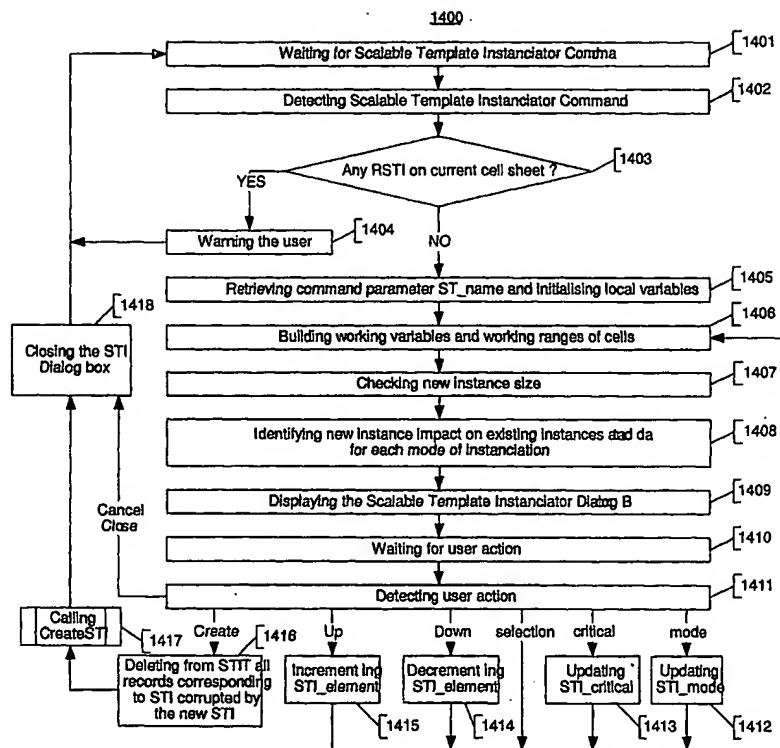 1400
Waiting for Scalable Template Instanciator Comma
1401
Detecting Scalable Template Instanciator Command
1402
Any RSTI on current cell sheet ?
1403
YES
Warning the user
1404
NO
Retrieving command parameter ST_name and initialising local variables
1405
1418
Closing the STI
Dialog box
Building working variables and working ranges of cells
1406
Checking new instance size
1407
Identifying new instance impact on existing instances and da
for each mode of instanciation
1408
Displaying the Scalable Template Instanciator Dialog B
1409
Cancel
Close
Waiting for user action
1410
Detecting user action
1411
Calling
CreateSTI
1417
Create
1416
Up
Down
selection
critical
mode
Deleting from STIT all
records corresponding
to STI corrupted by
the new STI
Increment ing
STI_element
1415
Decrement ing
STI_element
1414
Updating
STI_critical
1413
Updating
STI_mode
1412